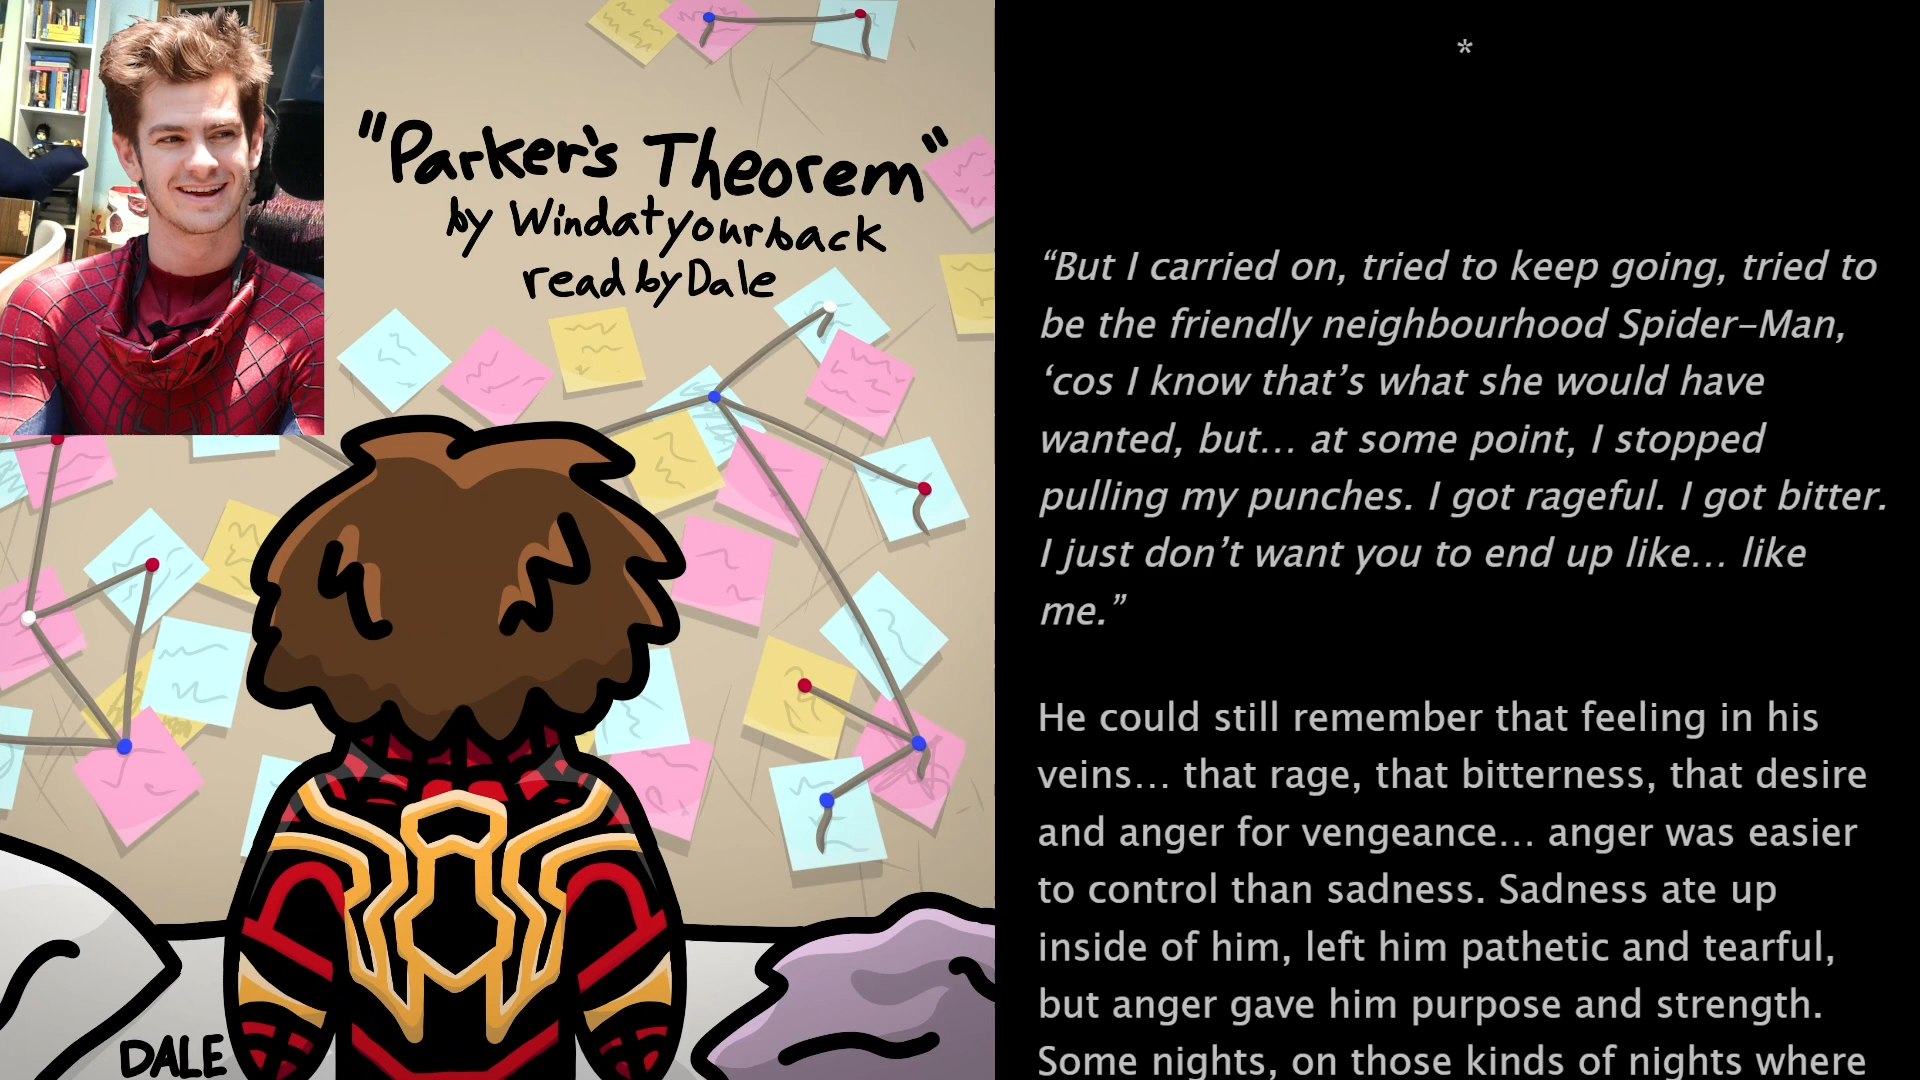 "Parker's Theorem"
by Windatyourback
read by Dale
DALE
*
“But I carried on, tried to keep going, tried to
be the friendly neighbourhood Spider-Man,
‘cos I know that’s what she would have
wanted, but… at some point, I stopped
pulling my punches. I got rageful. I got bitter.
I just don’t want you to end up like… like
me.”
He could still remember that feeling in his
veins… that rage, that bitterness, that desire
and anger for vengeance… anger was easier
to control than sadness. Sadness ate up
inside of him, left him pathetic and tearful,
but anger gave him purpose and strength.
Some nights, on those kinds of nights where